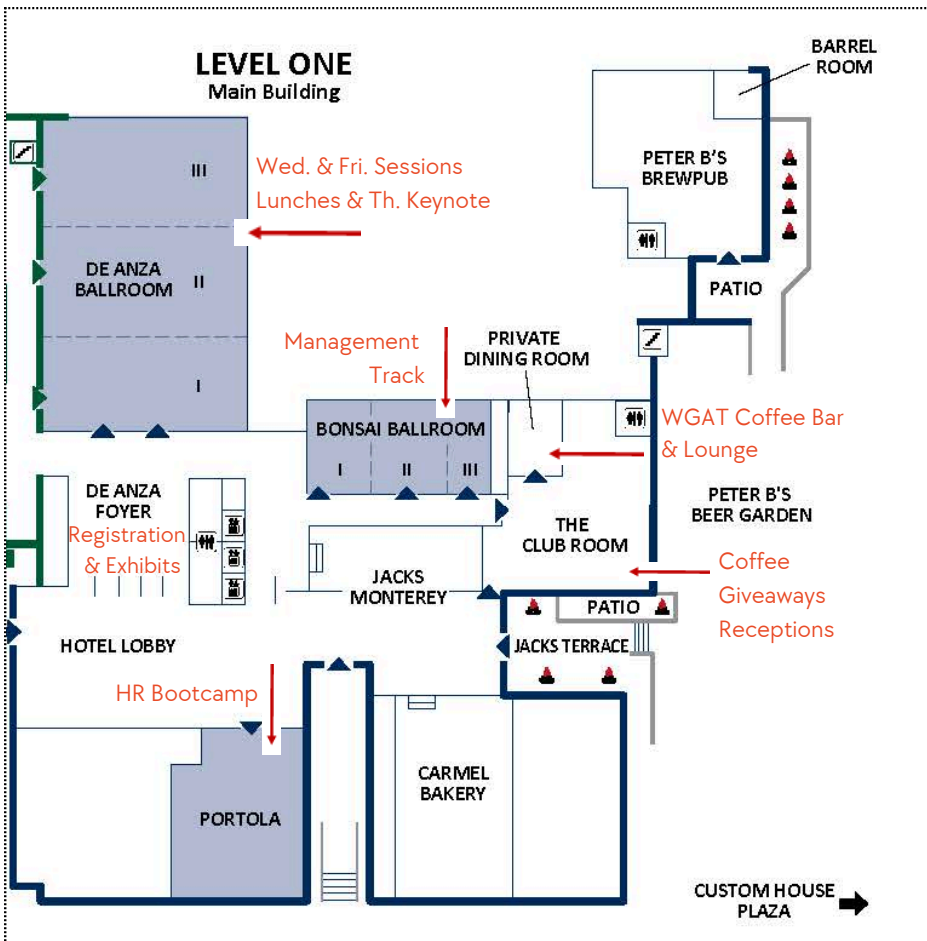 LEVEL ONE
Main Building
BARREL
ROOM
PETER B'S
BREWPUB
PATIO
III
Wed. & Fri. Sessions
Lunches & Th. Keynote
DE ANZA
BALLROOM
II
I
Management
Track
PRIVATE
DINING ROOM
BONSAI BALLROOM
I
II
III
WGAT Coffee Bar
& Lounge
PETER B'S
BEER GARDEN
DE ANZA
FOYER
Registration
& Exhibits
THE
CLUB ROOM
JACKS
MONTEREY
Coffee
Giveaways
Receptions
PATIO
HOTEL LOBBY
JACKS TERRACE
HR Bootcamp
CARMEL
BAKERY
PORTOLA
CUSTOM HOUSE
PLAZA